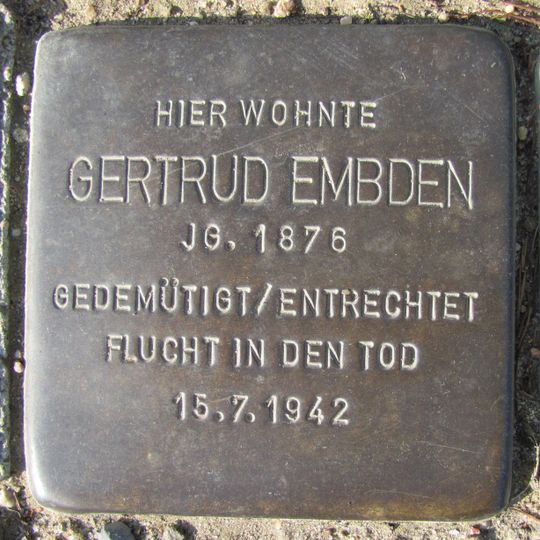 HIER WOHNTE
GERTRUD EMBDEN
JG. 1876
GEDEMÜTIGT/ENTRECHTET
FLUCHT IN DEN TOD
15.7.1942